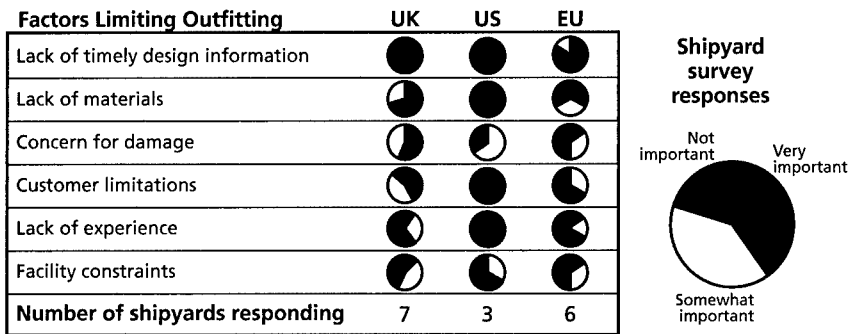 Factors Limiting Outfitting UK US EU
Lack of timely design information
Lack of materials
Concern for damage
Customer limitations
Lack of experience
Facility constraints
Number of shipyards responding 7 3 6
Shipyard
survey
responses
Not
important
Very
important
Somewhat
important